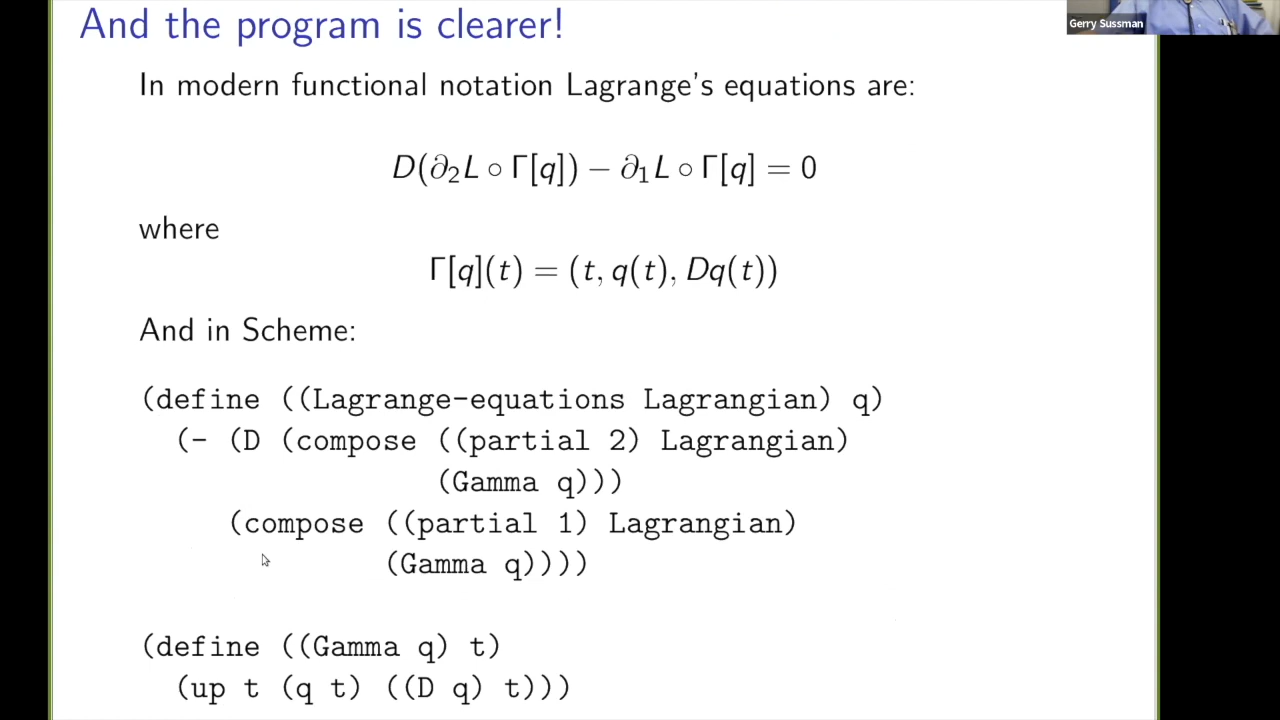 And the program is clearer!
Gerry Sussman
In modern functional notation Lagrange's equations are:
D(∂₂L ∘ Γ[q]) − ∂₁L ∘ Γ[q] = 0
where
Γ[q](t) = (t, q(t), Dq(t))
And in Scheme:
(define ((Lagrange-equations Lagrangian) q)
(- (D (compose ((partial 2) Lagrangian)
(Gamma q)))
(compose ((partial 1) Lagrangian)
(Gamma q))))
(define ((Gamma q) t)
(up t (q t) ((D q) t)))